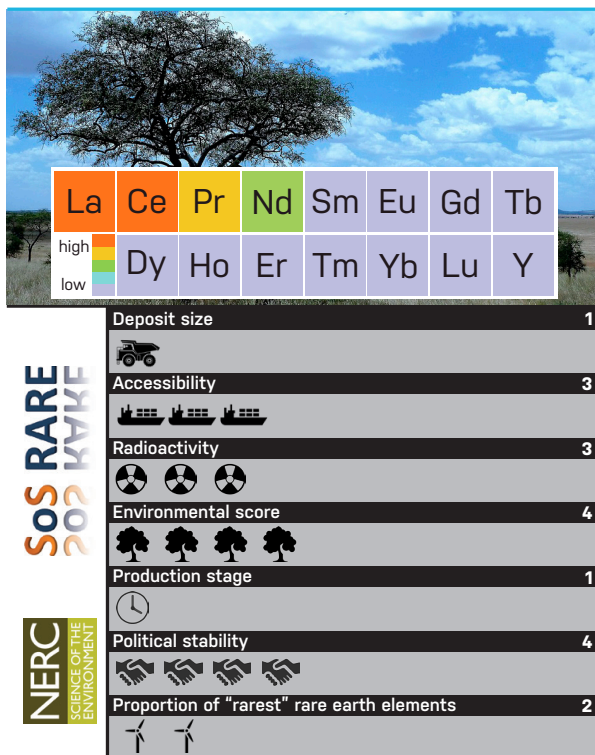 La Ce Pr Nd Sm Eu Gd Tb
high
low
Dy Ho Er Tm Yb Lu Y
Deposit size 1
Accessibility 3
Radioactivity 3
Environmental score 4
Production stage 1
Political stability 4
Proportion of “rarest” rare earth elements 2
SoS RARE
NERC
SCIENCE OF THE
ENVIRONMENT